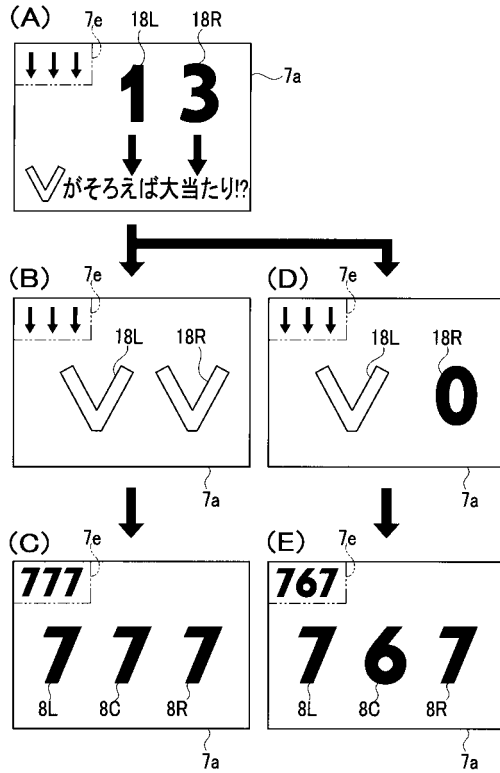 (A) 7e 18L 18R
1 3 7a
Vがそろえば大当たり!?
(B) 7e (D) 7e
18L 18R 18L 18R
V V V 0
7a 7a
(C) 7e (E) 7e
777 767
7 7 7 7 6 7
8L 8C 8R 8L 8C 8R
7a 7a